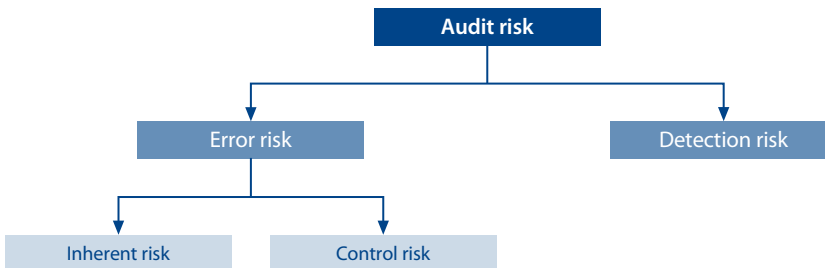 Audit risk
Error risk
Detection risk
Inherent risk
Control risk